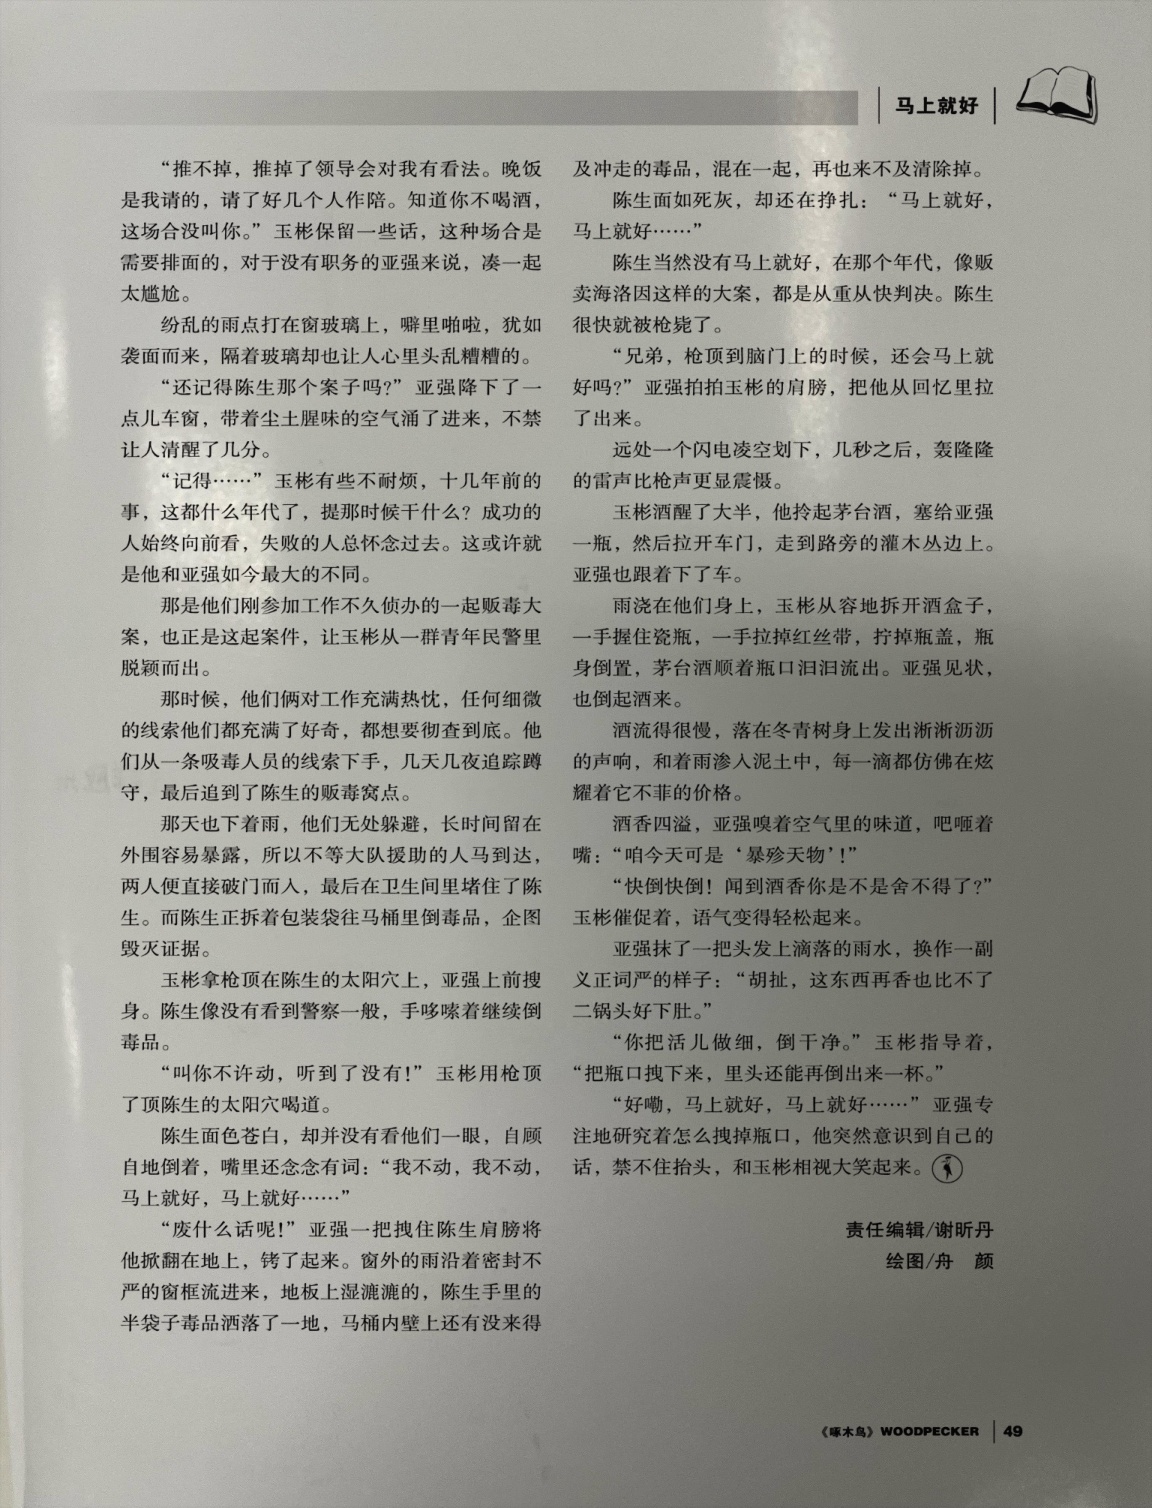 马上就好
“推不掉，推掉了领导会对我有看法。晚饭
是我请的，请了好几个人作陪。知道你不喝酒，
这场合没叫你。”玉彬保留一些话，这种场合是
需要排面的，对于没有职务的亚强来说，凑一起
太尴尬。
纷乱的雨点打在窗玻璃上，噼里啪啦，犹如
袭面而来，隔着玻璃却也让人心里头乱糟糟的。
“还记得陈生那个案子吗?”亚强降下了一
点儿车窗，带着尘土腥味的空气涌了进来，不禁
让人清醒了几分。
“记得……”玉彬有些不耐烦，十几年前的
事，这都什么年代了，提那时候干什么？成功的
人始终向前看，失败的人总怀念过去。这或许就
是他和亚强如今最大的不同。
那是他们刚参加工作不久侦办的一起贩毒大
案，也正是这起案件，让玉彬从一群青年民警里
脱颖而出。
那时候，他们俩对工作充满热忱，任何细微
的线索他们都充满了好奇，都想要彻查到底。他
们从一条吸毒人员的线索下手，几天几夜追踪蹲
守，最后追到了陈生的贩毒窝点。
那天也下着雨，他们无处躲避，长时间留在
外围容易暴露，所以不等大队援助的人马到达，
两人便直接破门而入，最后在卫生间里堵住了陈
生。而陈生正拆着包装袋往马桶里倒毒品，企图
毁灭证据。
玉彬拿枪顶在陈生的太阳穴上，亚强上前搜
身。陈生像没有看到警察一般，手哆嗦着继续倒
毒品。
“叫你不许动，听到了没有!”玉彬用枪顶
了顶陈生的太阳穴喝道。
陈生面色苍白，却并没有看他们一眼，自顾
自地倒着，嘴里还念念有词：“我不动，我不动，
马上就好，马上就好……”
“废什么话呢!”亚强一把拽住陈生肩膀将
他掀翻在地上，铐了起来。窗外的雨沿着密封不
严的窗框流进来，地板上湿漉漉的，陈生手里的
半袋子毒品洒落了一地，马桶内壁上还有没来得
及冲走的毒品，混在一起，再也来不及清除掉。
陈生面如死灰，却还在挣扎：“马上就好，
马上就好……”
陈生当然没有马上就好，在那个年代，像贩
卖海洛因这样的大案，都是从重从快判决。陈生
很快就被枪毙了。
“兄弟，枪顶到脑门上的时候，还会马上就
好吗?”亚强拍拍玉彬的肩膀，把他从回忆里拉
了出来。
远处一个闪电凌空划下，几秒之后，轰隆隆
的雷声比枪声更显震慑。
玉彬酒醒了大半，他拎起茅台酒，塞给亚强
一瓶，然后拉开车门，走到路旁的灌木丛边上。
亚强也跟着下了车。
雨浇在他们身上，玉彬从容地拆开酒盒子，
一手握住瓷瓶，一手拉掉红丝带，拧掉瓶盖，瓶
身倒置，茅台酒顺着瓶口汩汩流出。亚强见状，
也倒起酒来。
酒流得很慢，落在冬青树身上发出淅淅沥沥
的声响，和着雨渗入泥土中，每一滴都仿佛在炫
耀着它不菲的价格。
酒香四溢，亚强嗅着空气里的味道，吧咂着
嘴：“咱今天可是‘暴殄天物’!”
“快倒快倒！闻到酒香你是不是舍不得了?”
玉彬催促着，语气变得轻松起来。
亚强抹了一把头发上滴落的雨水，换作一副
义正词严的样子：“胡扯，这东西再香也比不了
二锅头好下肚。”
“你把活儿做细，倒干净。”玉彬指导着，
“把瓶口拽下来，里头还能再倒出来一杯。”
“好嘞，马上就好，马上就好……”亚强专
注地研究着怎么拽掉瓶口，他突然意识到自己的
话，禁不住抬头，和玉彬相视大笑起来。
责任编辑/谢昕丹
绘图/舟　颜
《啄木鸟》WOODPECKER 49